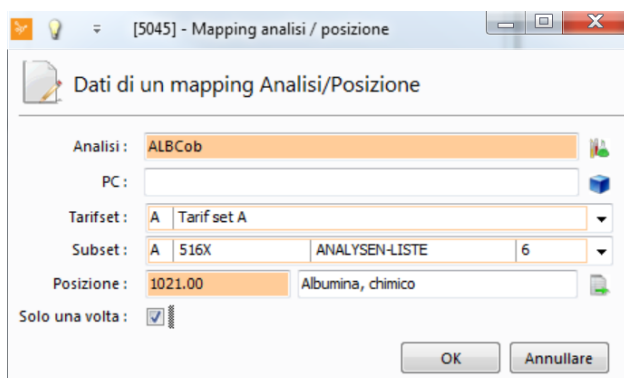 [5045] - Mapping analisi / posizione
Dati di un mapping Analisi/Posizione
Analisi : ALBCob
PC :
Tarifset : A Tarif set A
Subset : A 516X ANALYSEN-LISTE 6
Posizione : 1021.00 Albumina, chimico
Solo una volta :
OK Annullare